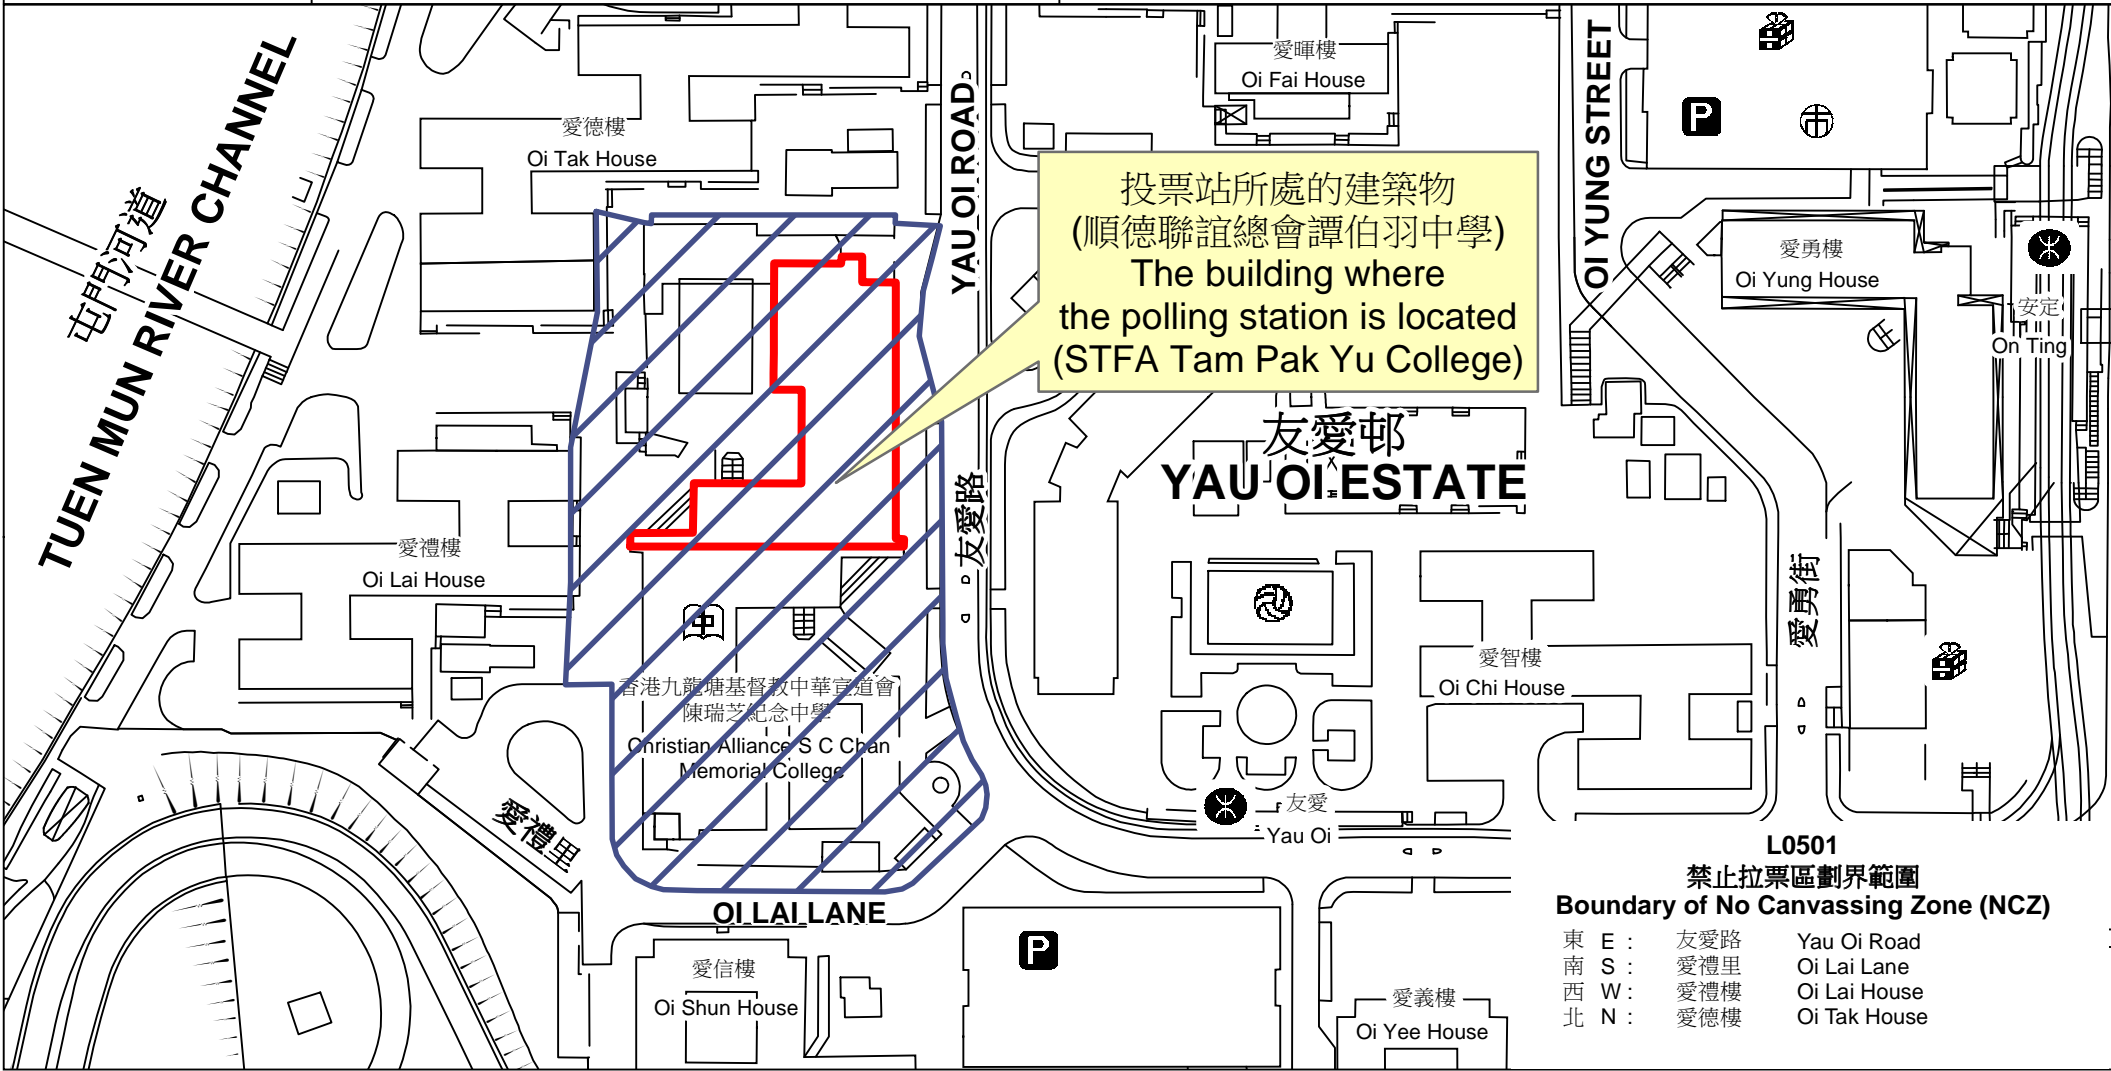 愛暉樓
Oi Fai House
OI YUNG STREET
P
愛德樓
Oi Tak House
YAU OI ROAD
TUEN MUN RIVER CHANNEL
屯門河道
投票站所處的建築物
(順德聯誼總會譚伯羽中學)
The building where
the polling station is located
(STFA Tam Pak Yu College)
愛勇樓
Oi Yung House
安定
On Ting
友愛邨
YAU OI ESTATE
友愛路
愛禮樓
Oi Lai House
愛勇街
中
愛智樓
Oi Chi House
香港九龍塘基督教中華宣道會
陳瑞芝紀念中學
Christian Alliance S C Chan
Memorial College
愛禮里
友愛
Yau Oi
OI LAI LANE
P
愛信樓
Oi Shun House
愛義樓
Oi Yee House
L0501
禁止拉票區劃界範圍
Boundary of No Canvassing Zone (NCZ)
東 E : 友愛路 Yau Oi Road
南 S : 愛禮里 Oi Lai Lane
西 W : 愛禮樓 Oi Lai House
北 N : 愛德樓 Oi Tak House